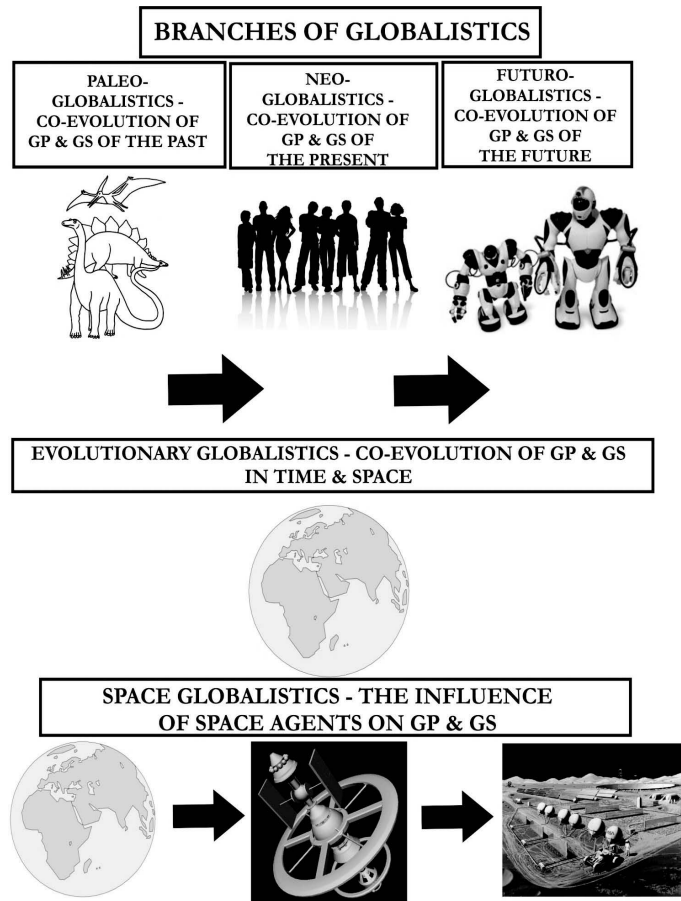 BRANCHES OF GLOBALISTICS
PALEO-
GLOBALISTICS -
CO-EVOLUTION OF
GP & GS OF THE PAST
NEO-
GLOBALISTICS -
CO-EVOLUTION OF
GP & GS OF
THE PRESENT
FUTURO-
GLOBALISTICS -
CO-EVOLUTION OF
GP & GS OF
THE FUTURE
EVOLUTIONARY GLOBALISTICS - CO-EVOLUTION OF GP & GS
IN TIME & SPACE
SPACE GLOBALISTICS - THE INFLUENCE
OF SPACE AGENTS ON GP & GS